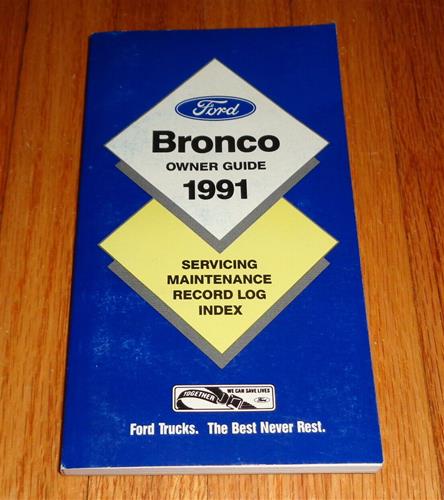 Ford
Bronco
OWNER GUIDE
1991
SERVICING
MAINTENANCE
RECORD LOG
INDEX
TOGETHER WE CAN SAVE LIVES
Ford
Ford Trucks. The Best Never Rest.